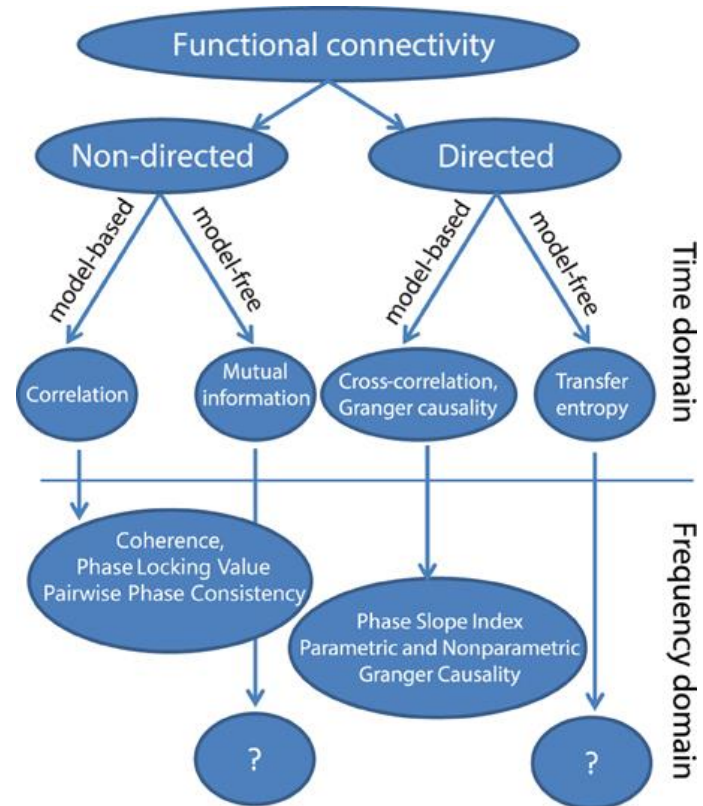 Functional connectivity
Non-directed
Directed
model-based
model-free
model-based
model-free
Time domain
Correlation
Mutual
information
Cross-correlation,
Granger causality
Transfer
entropy
Frequency domain
Coherence,
Phase Locking Value
Pairwise Phase Consistency
Phase Slope Index
Parametric and Nonparametric
Granger Causality
?
?